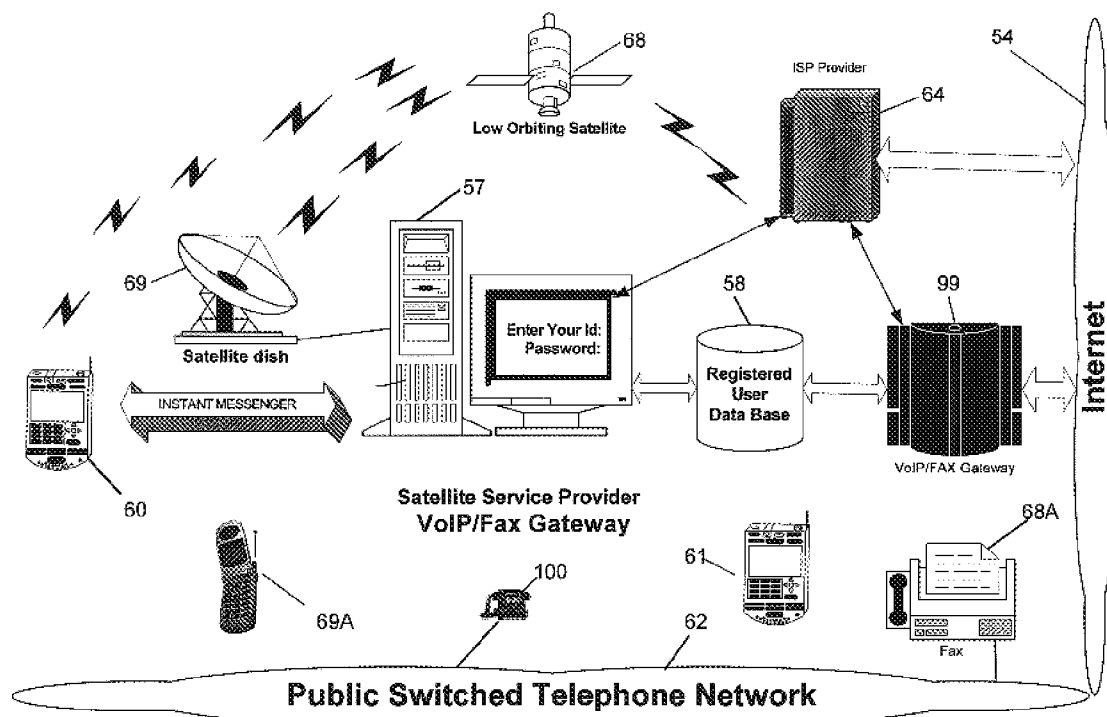 68
54
ISP Provider
64
Low Orbiting Satellite
57
69
58
99
Enter Your Id:
Password:
Satellite dish
Registered
User
Data Base
INSTANT MESSENGER
Internet
VoIP/FAX Gateway
60
Satellite Service Provider
VoIP/Fax Gateway
68A
61
100
69A
62
Fax
Public Switched Telephone Network